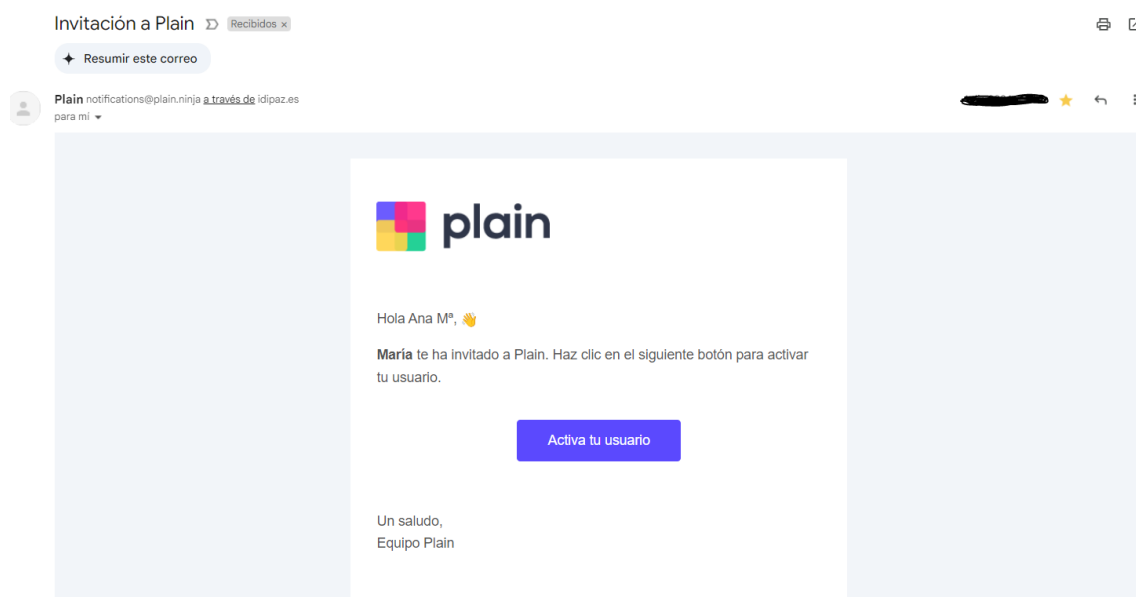 Invitación a Plain Recibidos ×
Resumir este correo
Plain notifications@plain.ninja a través de idipaz.es
para mí
plain
Hola Ana Mª, 👋
María te ha invitado a Plain. Haz clic en el siguiente botón para activar
tu usuario.
Activa tu usuario
Un saludo,
Equipo Plain